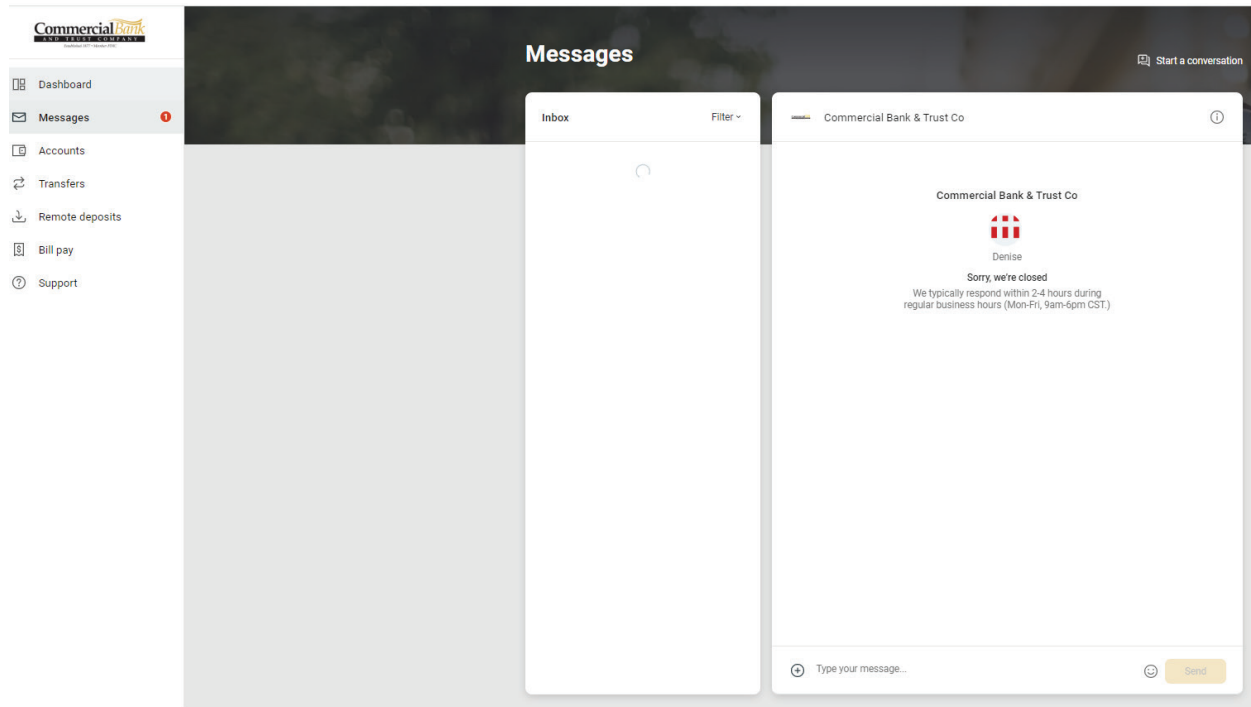 Commercial Bank
AND TRUST COMPANY
Dashboard
Messages 1
Accounts
Transfers
Remote deposits
Bill pay
Support
Messages
Start a conversation
Inbox Filter
Commercial Bank & Trust Co
Commercial Bank & Trust Co
Denise
Sorry, we're closed
We typically respond within 2-4 hours during
regular business hours (Mon-Fri, 9am-6pm CST.)
Type your message...
Send